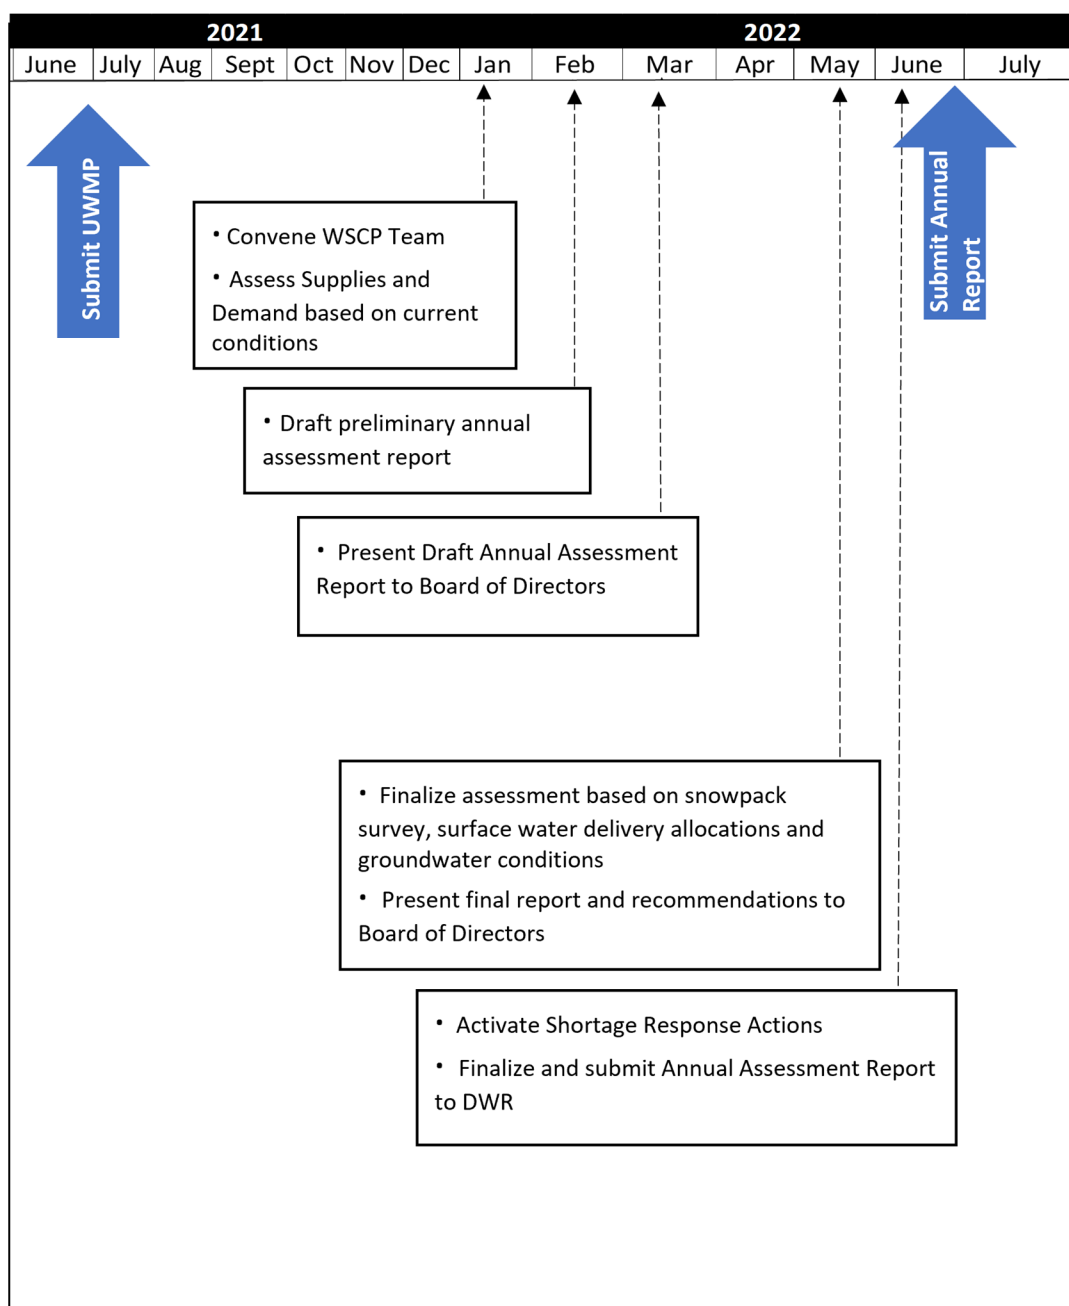 2021 2022
June July Aug Sept Oct Nov Dec Jan Feb Mar Apr May June July
Submit UWMP
Submit Annual
Report
• Convene WSCP Team
• Assess Supplies and
Demand based on current
conditions
• Draft preliminary annual
assessment report
• Present Draft Annual Assessment
Report to Board of Directors
• Finalize assessment based on snowpack
survey, surface water delivery allocations and
groundwater conditions
• Present final report and recommendations to
Board of Directors
• Activate Shortage Response Actions
• Finalize and submit Annual Assessment Report
to DWR